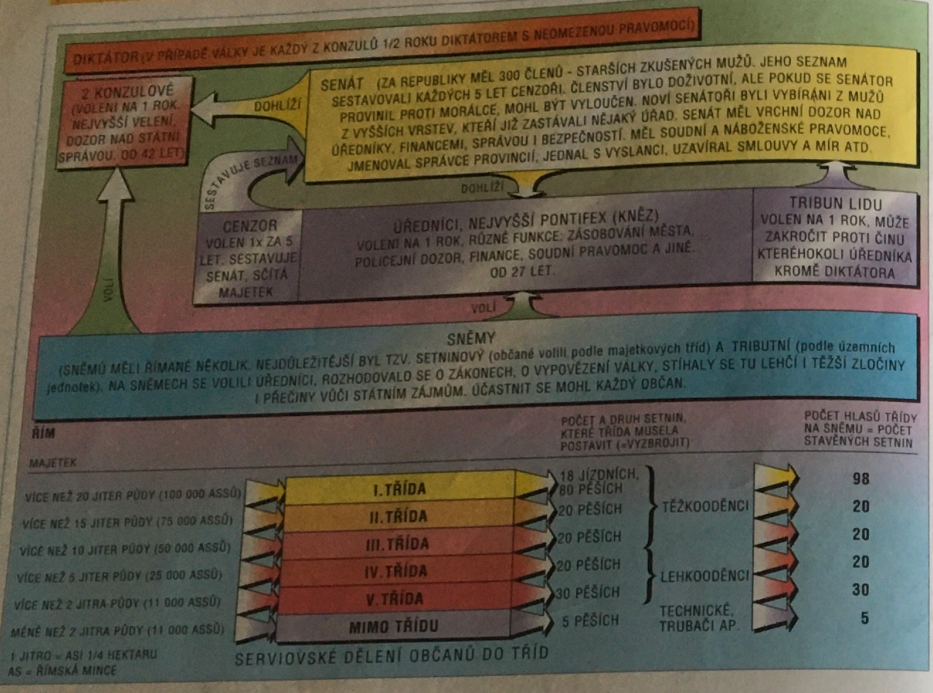 DIKTÁTOR (V PŘÍPADĚ VÁLKY JE KAŽDÝ Z KONZULŮ 1/2 ROKU DIKTÁTOREM S NEOMEZENOU PRAVOMOCÍ)
2 KONZULOVÉ
(VOLENI NA 1 ROK.
NEJVYŠŠÍ VELENÍ,
DOZOR NAD STÁTNÍ
SPRÁVOU. OD 42 LET)
DOHLÍŽÍ
SENÁT (ZA REPUBLIKY MĚL 300 ČLENŮ - STARŠÍCH ZKUŠENÝCH MUŽŮ. JEHO SEZNAM
SESTAVOVALI KAŽDÝCH 5 LET CENZOŘI. ČLENSTVÍ BYLO DOŽIVOTNÍ, ALE POKUD SE SENÁTOR
PROVINIL PROTI MORÁLCE, MOHL BÝT VYLOUČEN. NOVÍ SENÁTOŘI BYLI VYBÍRÁNI Z MUŽŮ
Z VYŠŠÍCH VRSTEV, KTEŘÍ JIŽ ZASTÁVALI NĚJAKÝ ÚŘAD. SENÁT MĚL VRCHNÍ DOZOR NAD
ÚŘEDNÍKY, FINANCEMI, SPRÁVOU I BEZPEČNOSTÍ. MĚL SOUDNÍ A NÁBOŽENSKÉ PRAVOMOCE,
JMENOVAL SPRÁVCE PROVINCIÍ, JEDNAL S VYSLANCI, UZAVÍRAL SMLOUVY A MÍR ATD.
SESTAVUJE SEZNAM
DOHLÍŽÍ
CENZOR
VOLEN 1x ZA 5
LET, SESTAVUJE
SENÁT, SČÍTÁ
MAJETEK
ÚŘEDNÍCI, NEJVYŠŠÍ PONTIFEX (KNĚZ)
VOLENI NA 1 ROK, RŮZNÉ FUNKCE: ZÁSOBOVÁNÍ MĚSTA,
POLICEJNÍ DOZOR, FINANCE, SOUDNÍ PRAVOMOC A JINÉ.
OD 27 LET.
TRIBUN LIDU
VOLEN NA 1 ROK, MŮŽE
ZAKROČIT PROTI ČINU
KTERÉHOKOLI ÚŘEDNÍKA
KROMĚ DIKTÁTORA
VOLÍ
VOLÍ
SNĚMY
(SNĚMŮ MĚLI ŘÍMANÉ NĚKOLIK. NEJDŮLEŽITĚJŠÍ BYL TZV. SETNINOVÝ (občané volili podle majetkových tříd) A TRIBUTNÍ (podle územních
jednotek). NA SNĚMECH SE VOLILI ÚŘEDNÍCI, ROZHODOVALO SE O ZÁKONECH, O VYPOVĚZENÍ VÁLKY, STÍHALY SE TU LEHČÍ I TĚŽŠÍ ZLOČINY
I PŘEČINY VŮČI STÁTNÍM ZÁJMŮM. ÚČASTNIT SE MOHL KAŽDÝ OBČAN.
ŘÍM
MAJETEK
POČET A DRUH SETNIN,
KTERÉ TŘÍDA MUSELA
POSTAVIT (=VYZBROJIT)
POČET HLASŮ TŘÍDY
NA SNĚMU = POČET
STAVĚNÝCH SETNIN
VÍCE NEŽ 20 JITER PŮDY (100 000 ASSŮ) I. TŘÍDA 18 JÍZDNÍCH, 98
80 PĚŠÍCH
VÍCE NEŽ 15 JITER PŮDY (75 000 ASSŮ) II. TŘÍDA 20 PĚŠÍCH TĚŽKOODĚNCI 20
VÍCE NEŽ 10 JITER PŮDY (50 000 ASSŮ) III. TŘÍDA 20 PĚŠÍCH 20
VÍCE NEŽ 5 JITER PŮDY (25 000 ASSŮ) IV. TŘÍDA 20 PĚŠÍCH LEHKOODĚNCI 20
VÍCE NEŽ 2 JITRA PŮDY (11 000 ASSŮ) V. TŘÍDA 30 PĚŠÍCH 30
MÉNĚ NEŽ 2 JITRA PŮDY (11 000 ASSŮ) MIMO TŘÍDU 5 PĚŠÍCH TECHNICKÉ, 5
TRUBAČI AP.
1 JITRO = ASI 1/4 HEKTARU
AS = ŘÍMSKÁ MINCE
SERVIOVSKÉ DĚLENÍ OBČANŮ DO TŘÍD